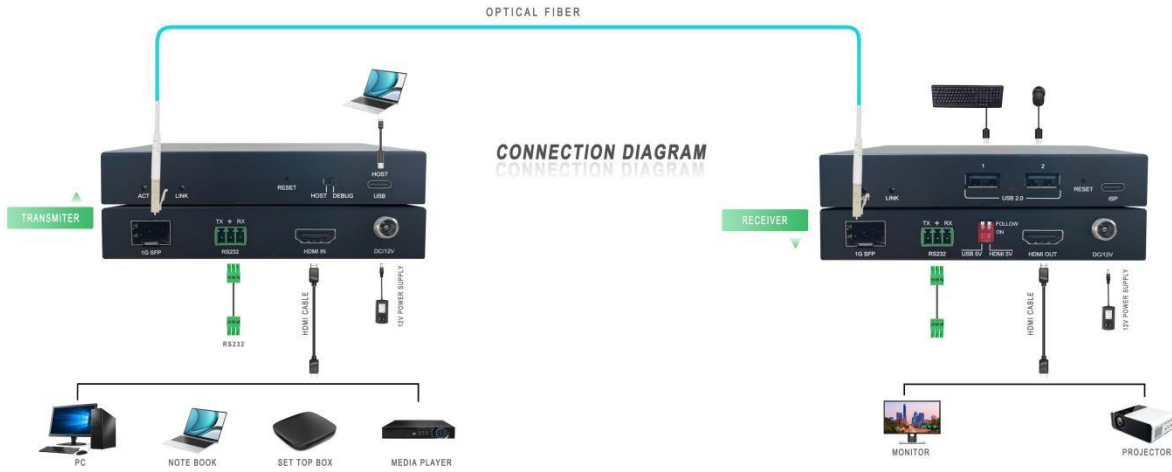 OPTICAL FIBER
CONNECTION DIAGRAM
HOST
ACT
LINK
RESET
HOST
DEBUG
USB
TRANSMITER
TX + RX
1G SFP
RS232
HDMI IN
DC/12V
HDMI CABLE
12V POWER SUPPLY
RS232
PC
NOTE BOOK
SET TOP BOX
MEDIA PLAYER
1
2
LINK
USB 2.0
RESET
ISP
RECEIVER
TX + RX
FOLLOW
ON
1G SFP
RS232
USB 5V
HDMI 5V
HDMI OUT
DC/12V
HDMI CABLE
12V POWER SUPPLY
MONITOR
PROJECTOR